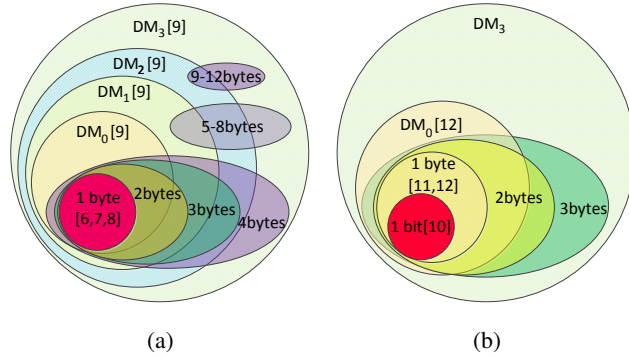 DM₃[9]
DM₂[9]
9-12bytes
DM₁[9]
5-8bytes
DM₀[9]
1 byte
[6,7,8]
2bytes
3bytes
4bytes
(a)
DM₃
DM₀[12]
1 byte
[11,12]
2bytes
3bytes
1 bit[10]
(b)